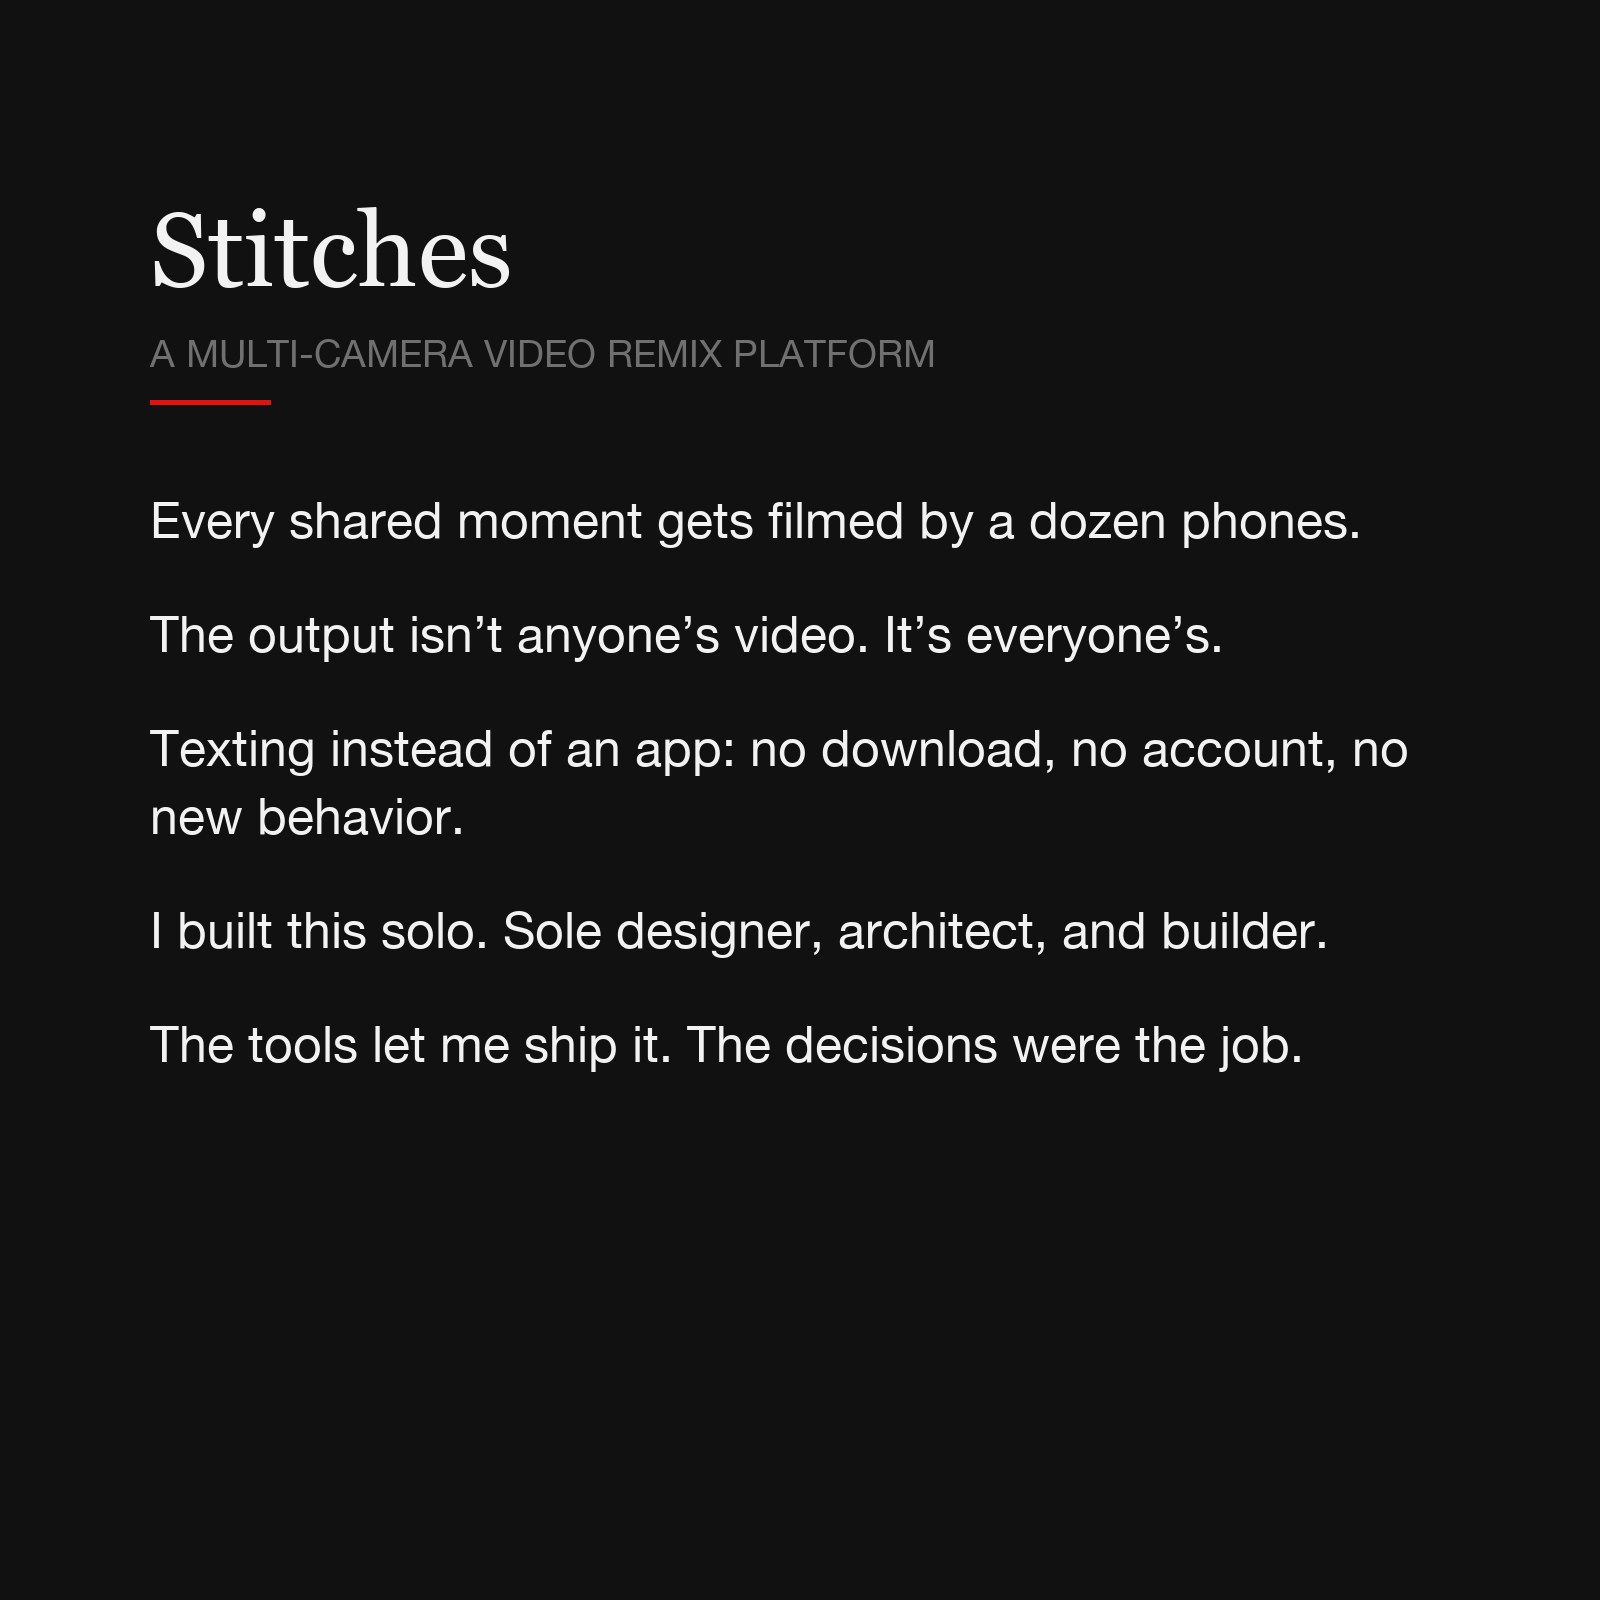 Stitches
A MULTI-CAMERA VIDEO REMIX PLATFORM
Every shared moment gets filmed by a dozen phones.
The output isn’t anyone’s video. It’s everyone’s.
Texting instead of an app: no download, no account, no
new behavior.
I built this solo. Sole designer, architect, and builder.
The tools let me ship it. The decisions were the job.